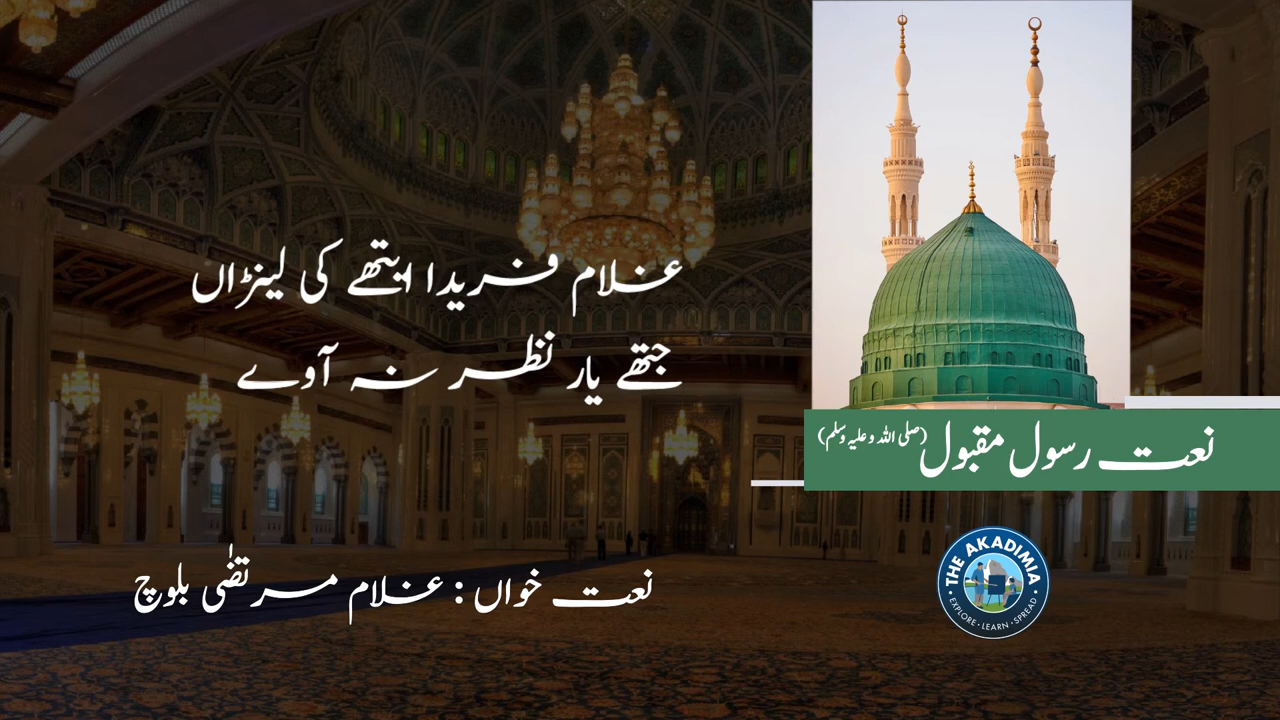 غلام فریدا ایتھے کی لینڑاں
جتھے یار نظر نہ آوے
نعت رسول مقبول (صلی اللہ و علیہ وسلم)
نعت خواں : غلام مرتضٰی بلوچ
THE AKADIMIA
EXPLORE · LEARN · SPREAD